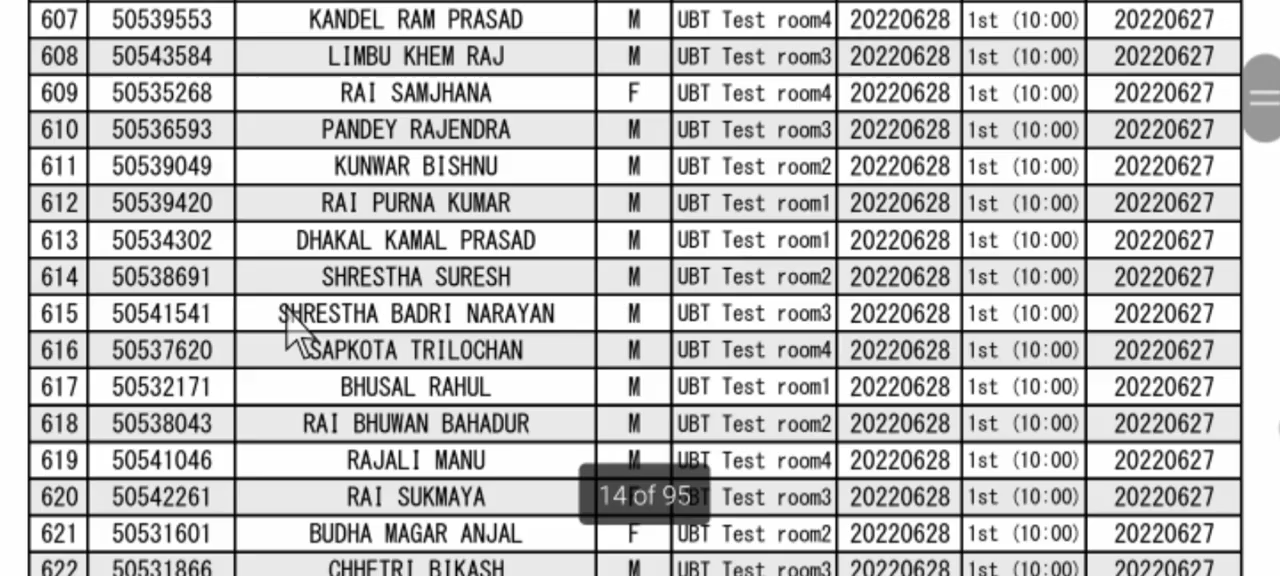 607 50539553 KANDEL RAM PRASAD M UBT Test room4 20220628 1st (10:00) 20220627
608 50543584 LIMBU KHEM RAJ M UBT Test room3 20220628 1st (10:00) 20220627
609 50535268 RAI SAMJHANA F UBT Test room4 20220628 1st (10:00) 20220627
610 50536593 PANDEY RAJENDRA M UBT Test room3 20220628 1st (10:00) 20220627
611 50539049 KUNWAR BISHNU M UBT Test room2 20220628 1st (10:00) 20220627
612 50539420 RAI PURNA KUMAR M UBT Test room1 20220628 1st (10:00) 20220627
613 50534302 DHAKAL KAMAL PRASAD M UBT Test room1 20220628 1st (10:00) 20220627
614 50538691 SHRESTHA SURESH M UBT Test room2 20220628 1st (10:00) 20220627
615 50541541 SHRESTHA BADRI NARAYAN M UBT Test room3 20220628 1st (10:00) 20220627
616 50537620 SAPKOTA TRILOCHAN M UBT Test room4 20220628 1st (10:00) 20220627
617 50532171 BHUSAL RAHUL M UBT Test room1 20220628 1st (10:00) 20220627
618 50538043 RAI BHUWAN BAHADUR M UBT Test room2 20220628 1st (10:00) 20220627
619 50541046 RAJALI MANU M UBT Test room4 20220628 1st (10:00) 20220627
620 50542261 RAI SUKMAYA 14 of 95 UBT Test room3 20220628 1st (10:00) 20220627
621 50531601 BUDHA MAGAR ANJAL F UBT Test room2 20220628 1st (10:00) 20220627
622 50531866 CHHETRI BIKASH M UBT Test room3 20220628 1st (10:00) 20220627